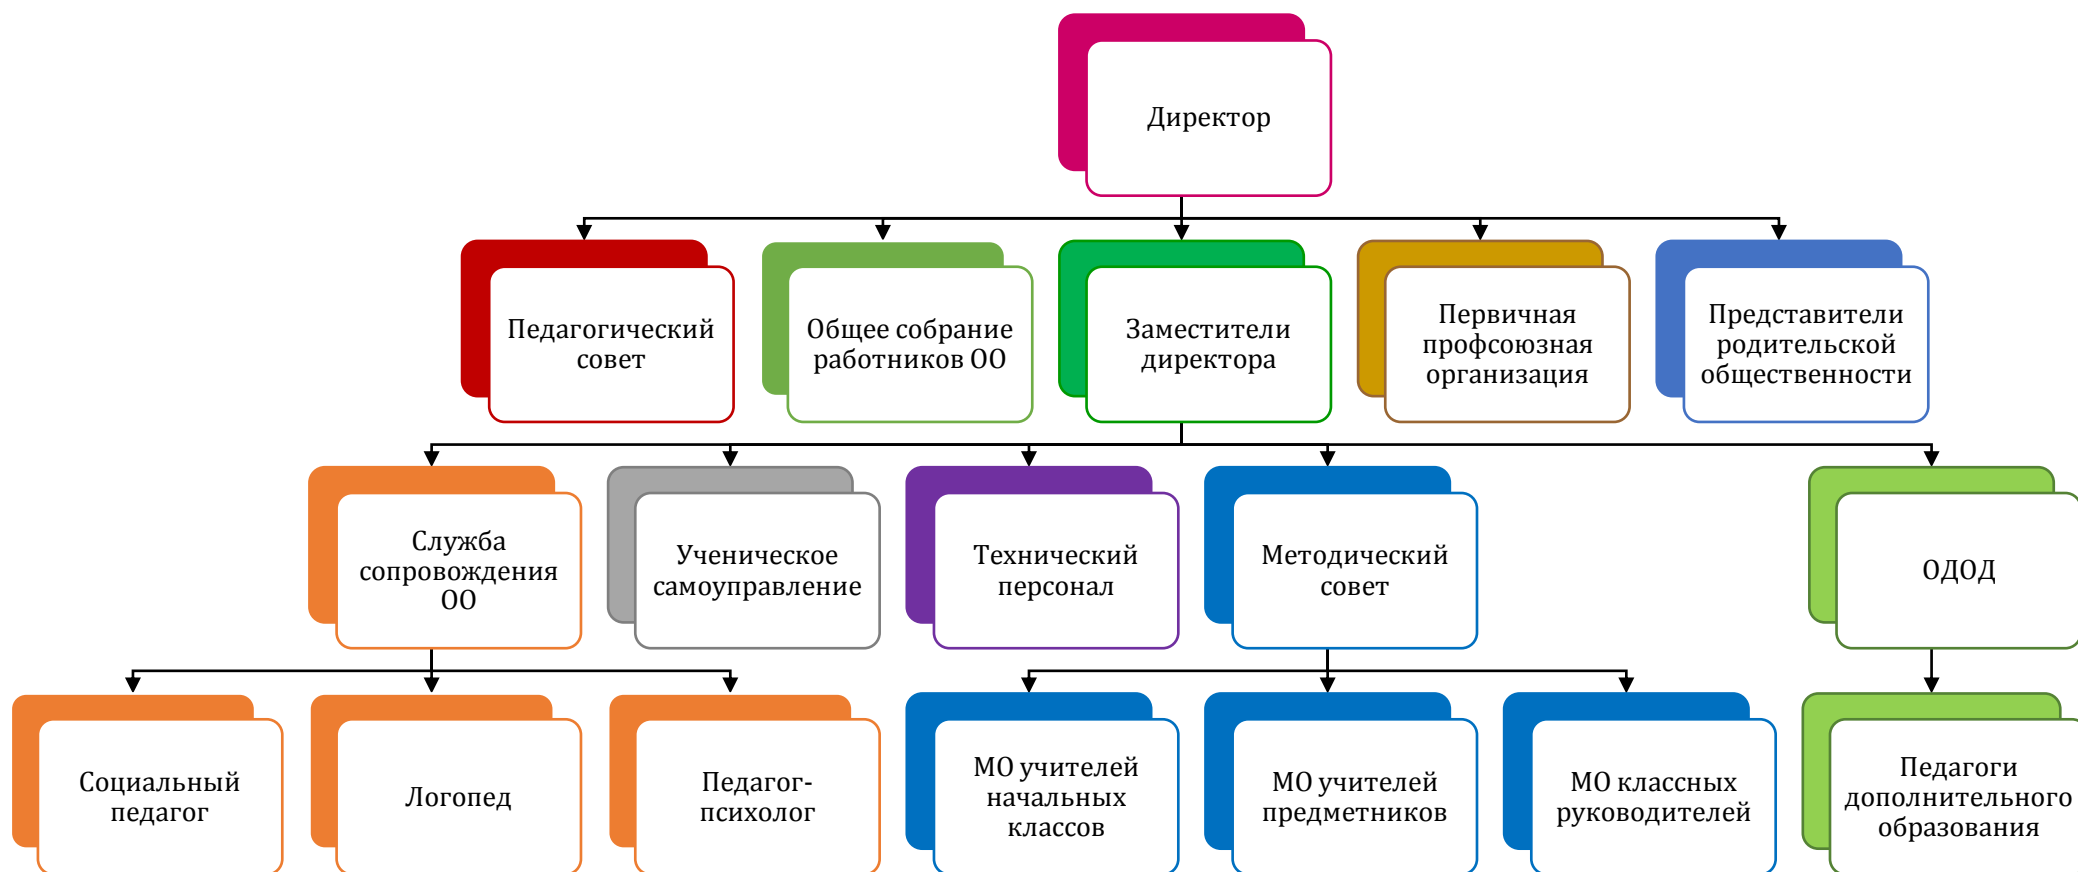 Директор
Педагогический
совет
Общее собрание
работников ОО
Заместители
директора
Первичная
профсоюзная
организация
Представители
родительской
общественности
Служба
сопровождения
ОО
Ученическое
самоуправление
Технический
персонал
Методический
совет
ОДОД
Социальный
педагог
Логопед
Педагог-
психолог
МО учителей
начальных
классов
МО учителей
предметников
МО классных
руководителей
Педагоги
дополнительного
образования